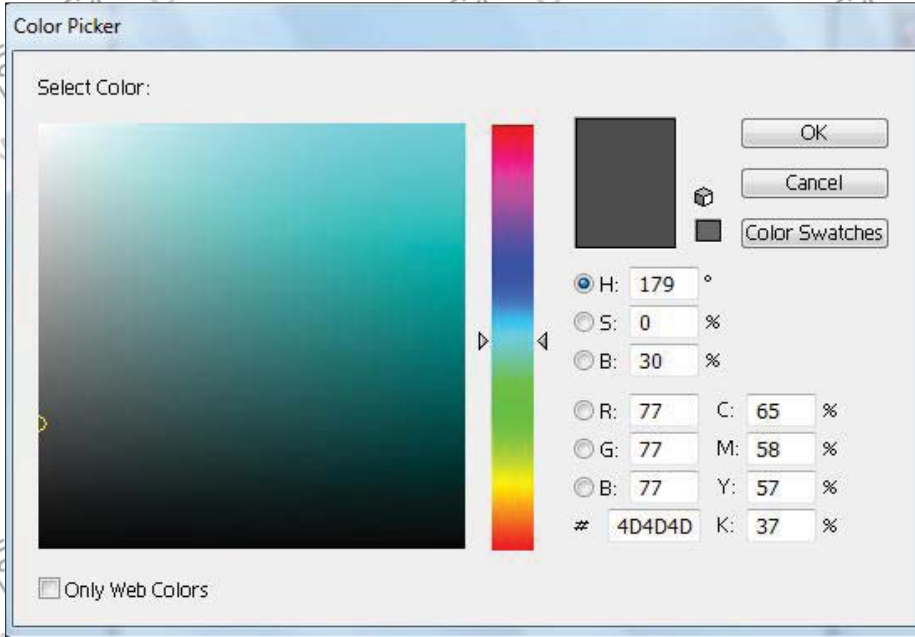 Color Picker
Select Color:
OK
Cancel
Color Swatches
H: 179 °
S: 0 %
B: 30 %
R: 77 C: 65 %
G: 77 M: 58 %
B: 77 Y: 57 %
# 4D4D4D K: 37 %
Only Web Colors